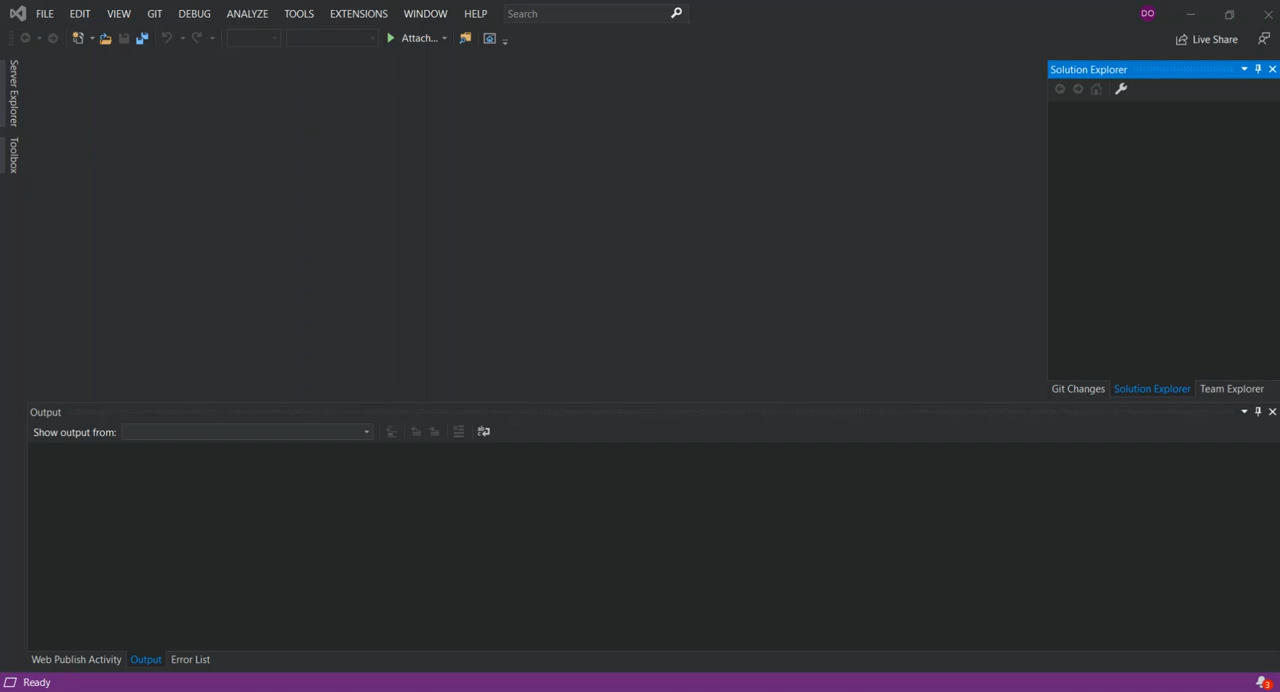 FILE EDIT VIEW GIT DEBUG ANALYZE TOOLS EXTENSIONS WINDOW HELP Search DO
Attach... Live Share
Server Explorer
Toolbox
Solution Explorer
Git Changes Solution Explorer Team Explorer
Output
Show output from:
Web Publish Activity Output Error List
Ready 3